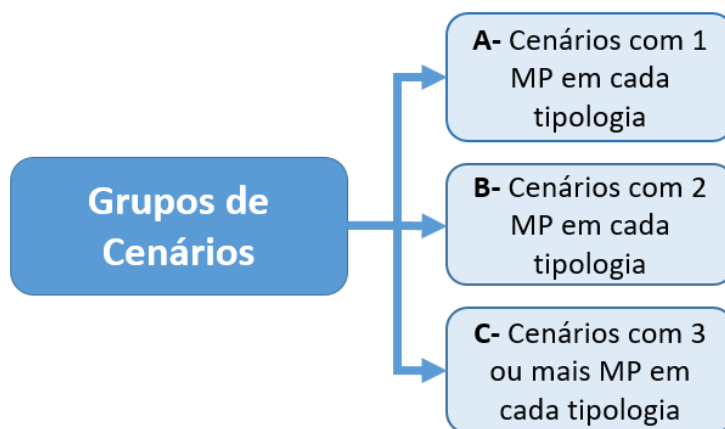 Grupos de
Cenários
A- Cenários com 1
MP em cada
tipologia
B- Cenários com 2
MP em cada
tipologia
C- Cenários com 3
ou mais MP em
cada tipologia